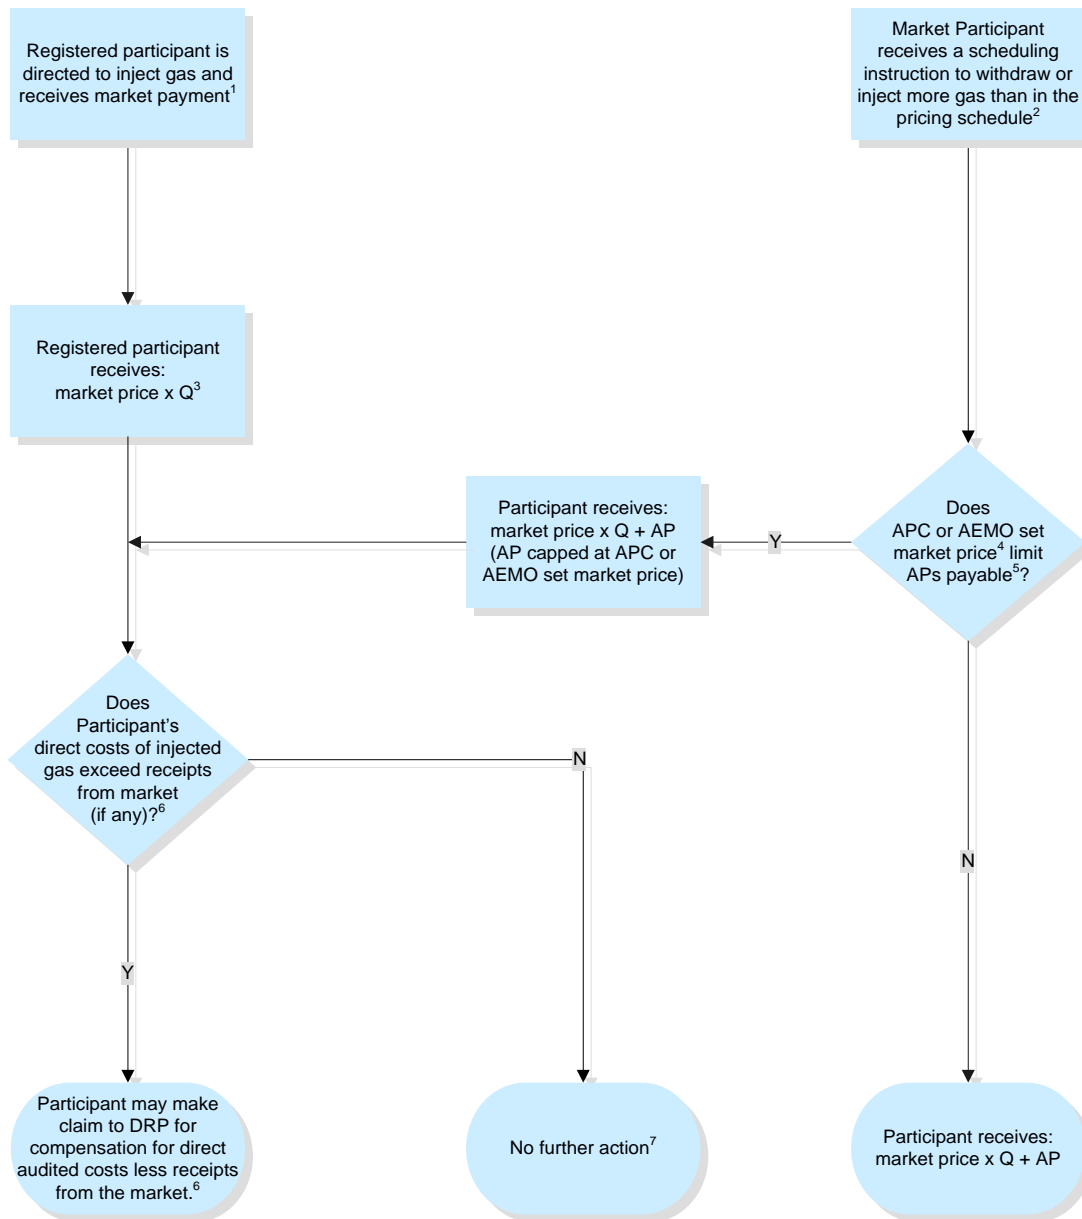 Registered participant is
directed to inject gas and
receives market payment¹
Market Participant
receives a scheduling
instruction to withdraw or
inject more gas than in the
pricing schedule²
Registered participant
receives:
market price x Q³
Participant receives:
market price x Q + AP
(AP capped at APC or
AEMO set market price)
Y
Does
APC or AEMO set
market price⁴ limit
APs payable⁵?
Does
Participant's
direct costs of injected
gas exceed receipts
from market
(if any)?⁶
N
N
Y
Participant may make
claim to DRP for
compensation for direct
audited costs less receipts
from the market.⁶
No further action⁷
Participant receives:
market price x Q + AP